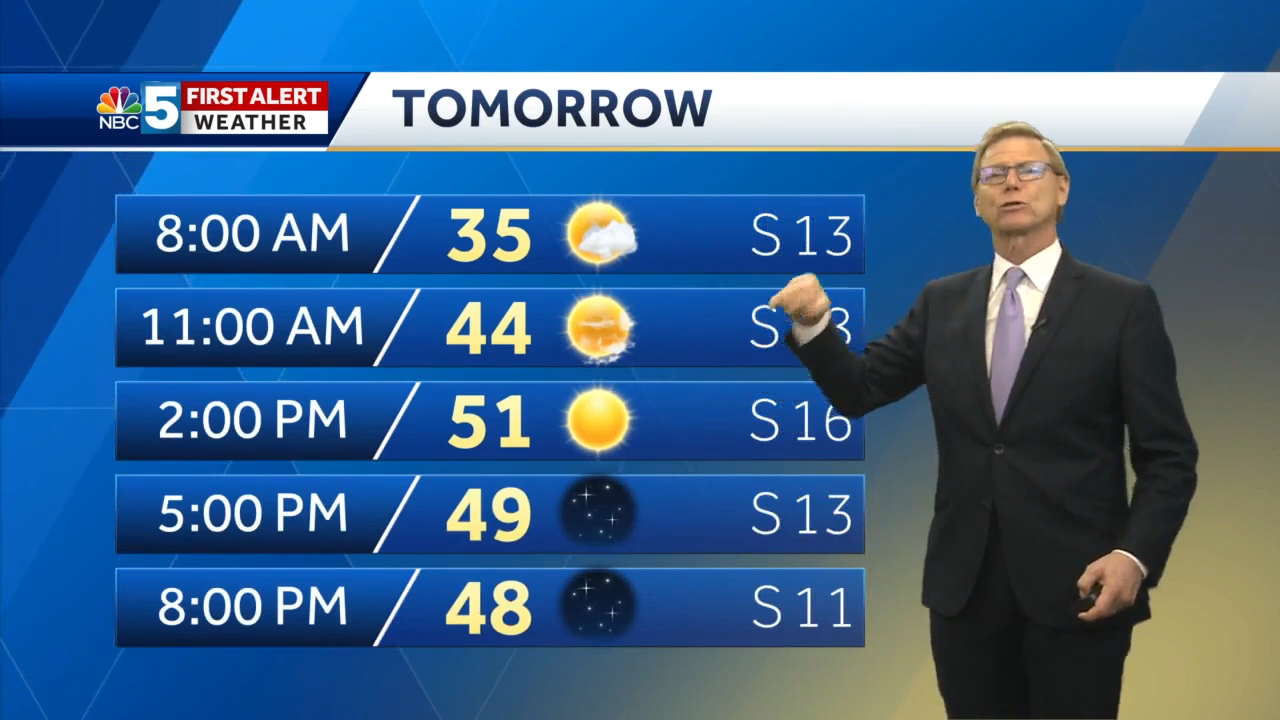 NBC 5 FIRST ALERT WEATHER
TOMORROW
8:00 AM 35 S 13
11:00 AM 44 S
2:00 PM 51 S 16
5:00 PM 49 S 13
8:00 PM 48 S 11